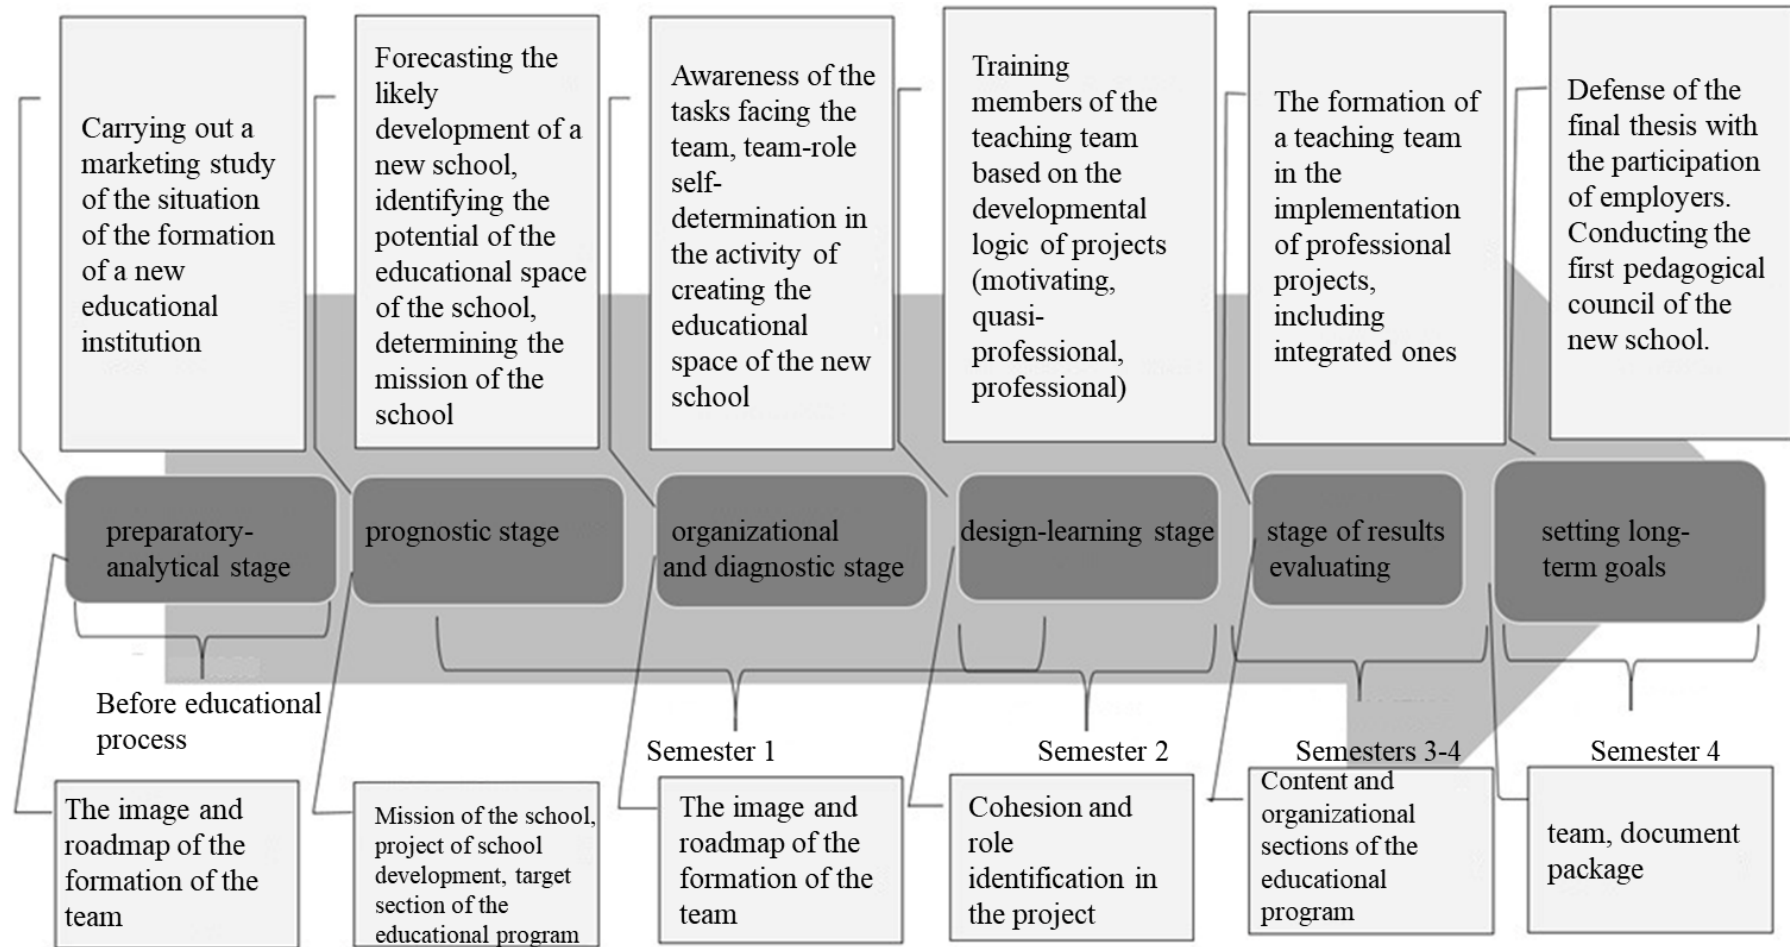 Carrying out a
marketing study
of the situation
of the formation
of a new
educational
institution
Forecasting the
likely
development of a
new school,
identifying the
potential of the
educational space
of the school,
determining the
mission of the
school
Awareness of the
tasks facing the
team, team-role
self-
determination in
the activity of
creating the
educational
space of the new
school
Training
members of the
teaching team
based on the
developmental
logic of projects
(motivating,
quasi-
professional,
professional)
The formation of
a teaching team
in the
implementation
of professional
projects,
including
integrated ones
Defense of the
final thesis with
the participation
of employers.
Conducting the
first pedagogical
council of the
new school.
preparatory-
analytical stage
prognostic stage
organizational
and diagnostic stage
design-learning stage
stage of results
evaluating
setting long-
term goals
Before educational
process
Semester 1
Semester 2
Semesters 3-4
Semester 4
The image and
roadmap of the
formation of the
team
Mission of the school,
project of school
development, target
section of the
educational program
The image and
roadmap of the
formation of the
team
Cohesion and
role
identification in
the project
Content and
organizational
sections of the
educational
program
team, document
package